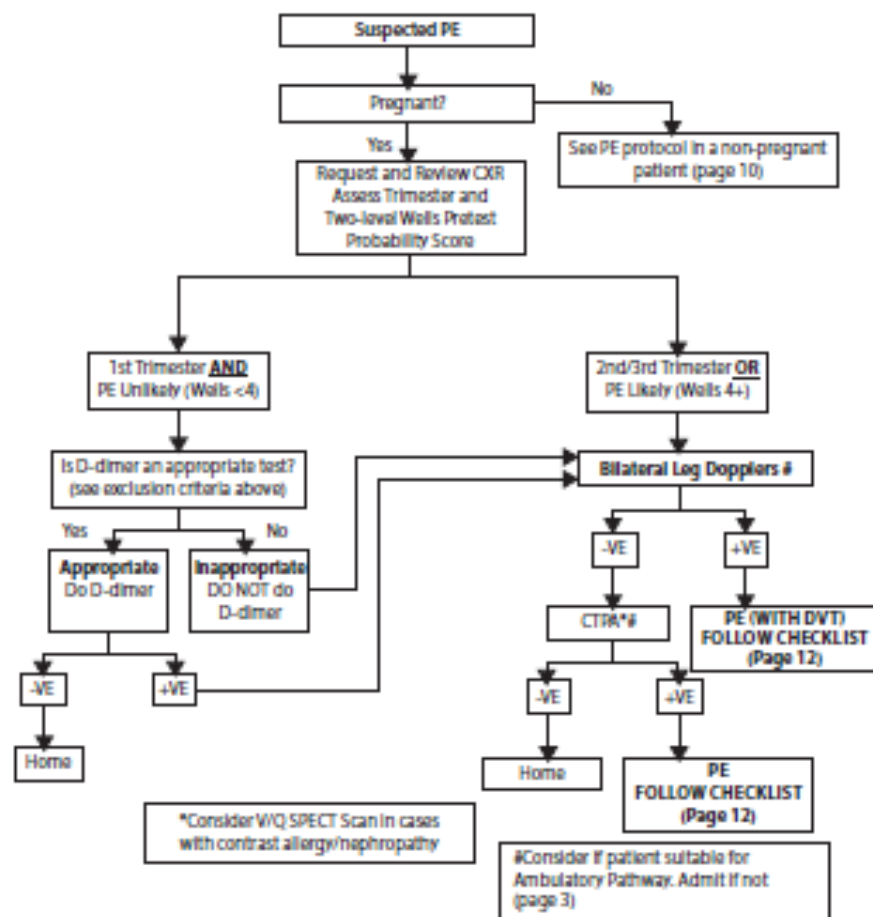 Suspected PE
Pregnant?
No
Yes
See PE protocol in a non-pregnant
patient (page 10)
Request and Review CXR
Assess Trimester and
Two-level Wells Pretest
Probability Score
1st Trimester AND
PE Unlikely (Wells <4)
2nd/3rd Trimester OR
PE Likely (Wells 4+)
Is D-dimer an appropriate test?
(see exclusion criteria above)
Bilateral Leg Dopplers #
Yes
No
Appropriate
Do D-dimer
Inappropriate
DO NOT do
D-dimer
-VE
+VE
CTPA*#
PE (WITH DVT)
FOLLOW CHECKLIST
(Page 12)
-VE
+VE
-VE
+VE
Home
Home
PE
FOLLOW CHECKLIST
(Page 12)
*Consider V/Q SPECT Scan in cases
with contrast allergy/nephropathy
#Consider if patient suitable for
Ambulatory Pathway. Admit if not
(page 3)